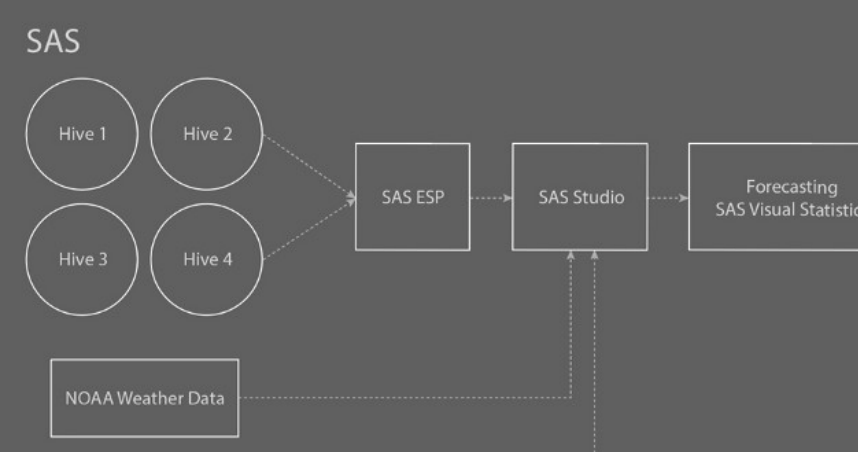 SAS
Hive 1
Hive 2
SAS ESP
SAS Studio
Forecasting
SAS Visual
Hive 3
Hive 4
NOAA Weather Data